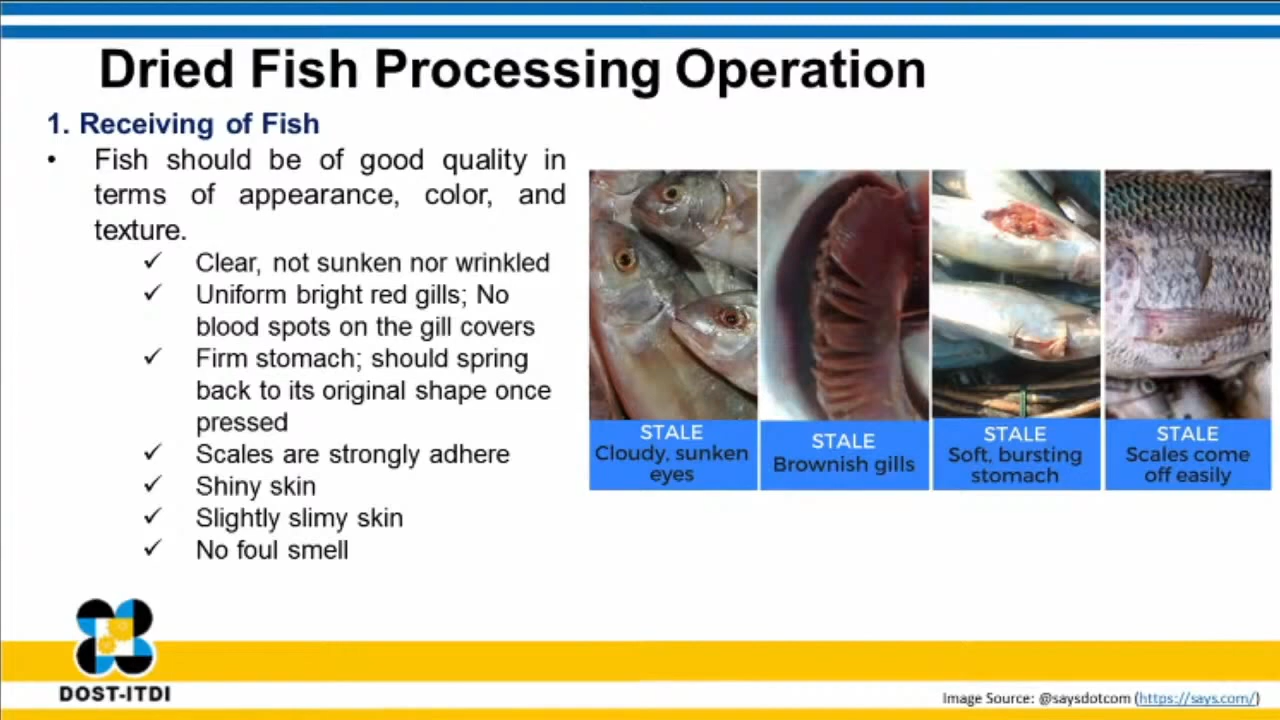 Dried Fish Processing Operation
1. Receiving of Fish
• Fish should be of good quality in
terms of appearance, color, and
texture.
✓ Clear, not sunken nor wrinkled
✓ Uniform bright red gills; No
blood spots on the gill covers
✓ Firm stomach; should spring
back to its original shape once
pressed
✓ Scales are strongly adhere
✓ Shiny skin
✓ Slightly slimy skin
✓ No foul smell
STALE
Cloudy, sunken
eyes
STALE
Brownish gills
STALE
Soft, bursting
stomach
STALE
Scales come
off easily
DOST-ITDI
Image Source: @saysdotcom (https://says.com/)